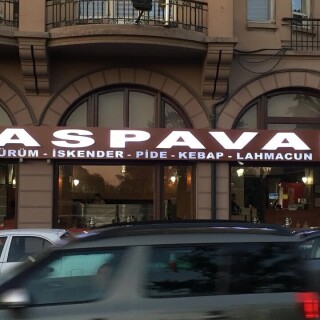 ASPAVA
ÜRÜM - İSKENDER - PİDE - KEBAP - LAHMACUN